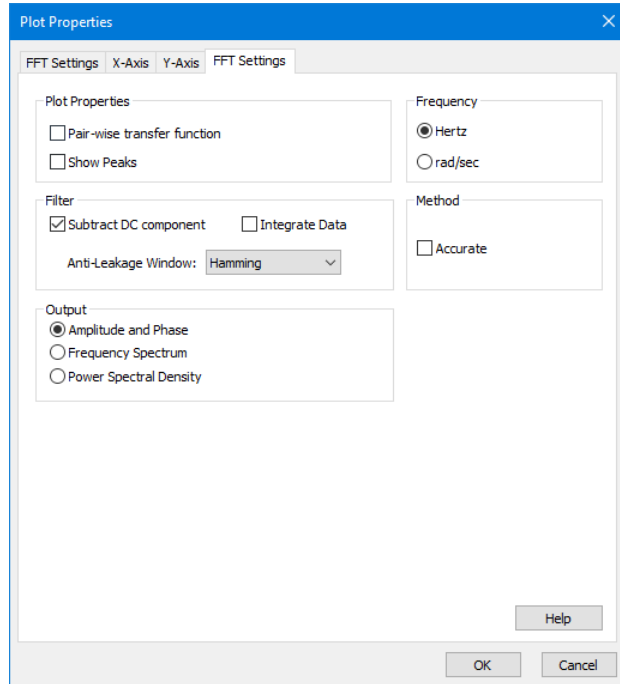 Plot Properties
FFT Settings X-Axis Y-Axis FFT Settings
Plot Properties
Pair-wise transfer function
Show Peaks
Frequency
Hertz
rad/sec
Filter
Subtract DC component Integrate Data
Anti-Leakage Window: Hamming
Method
Accurate
Output
Amplitude and Phase
Frequency Spectrum
Power Spectral Density
Help
OK Cancel